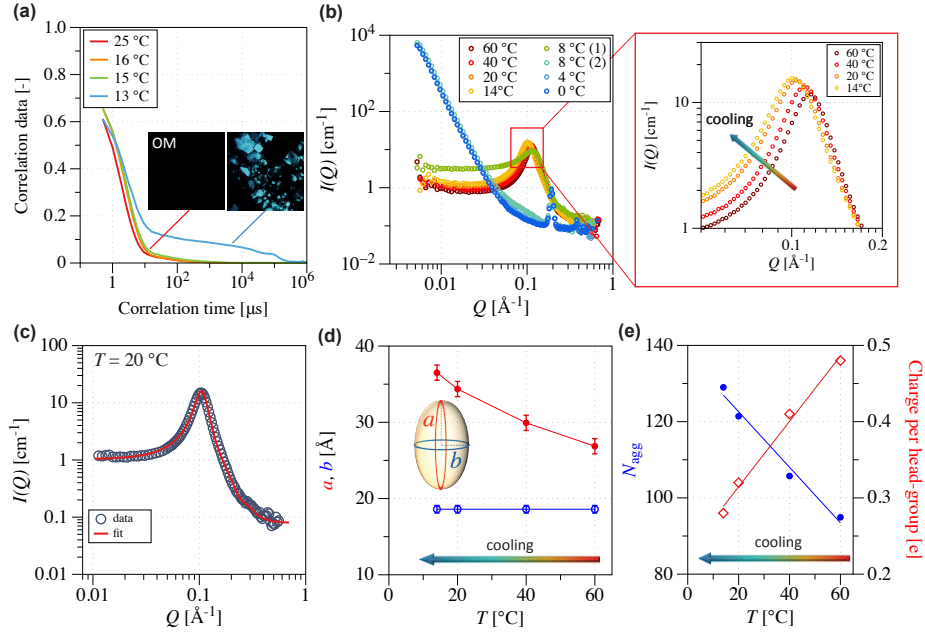 (a)
1.0
0.8
0.6
0.4
0.2
0
Correlation data [-]
25 °C
16 °C
15 °C
13 °C
OM
10²
10⁴
10⁶
Correlation time [µs]
(b)
10⁴
10²
1
10⁻²
I(Q) [cm⁻¹]
60 °C
40 °C
20 °C
14°C
8 °C (1)
8 °C (2)
4 °C
0 °C
0.01
0.1
1
Q [Å⁻¹]
10
1
I(Q) [cm⁻¹]
60 °C
40 °C
20 °C
14°C
cooling
0.1
0.2
Q [Å⁻¹]
(c)
100
10
1
0.1
0.01
I(Q) [cm⁻¹]
T = 20 °C
data
fit
0.01
0.1
1
Q [Å⁻¹]
(d)
40
30
20
10
a, b [Å]
a
b
cooling
0
20
40
60
T [°C]
(e)
140
120
100
80
Nagg
0.5
0.4
0.3
0.2
Charge per
head-group [e]
cooling
0
20
40
60
T [°C]